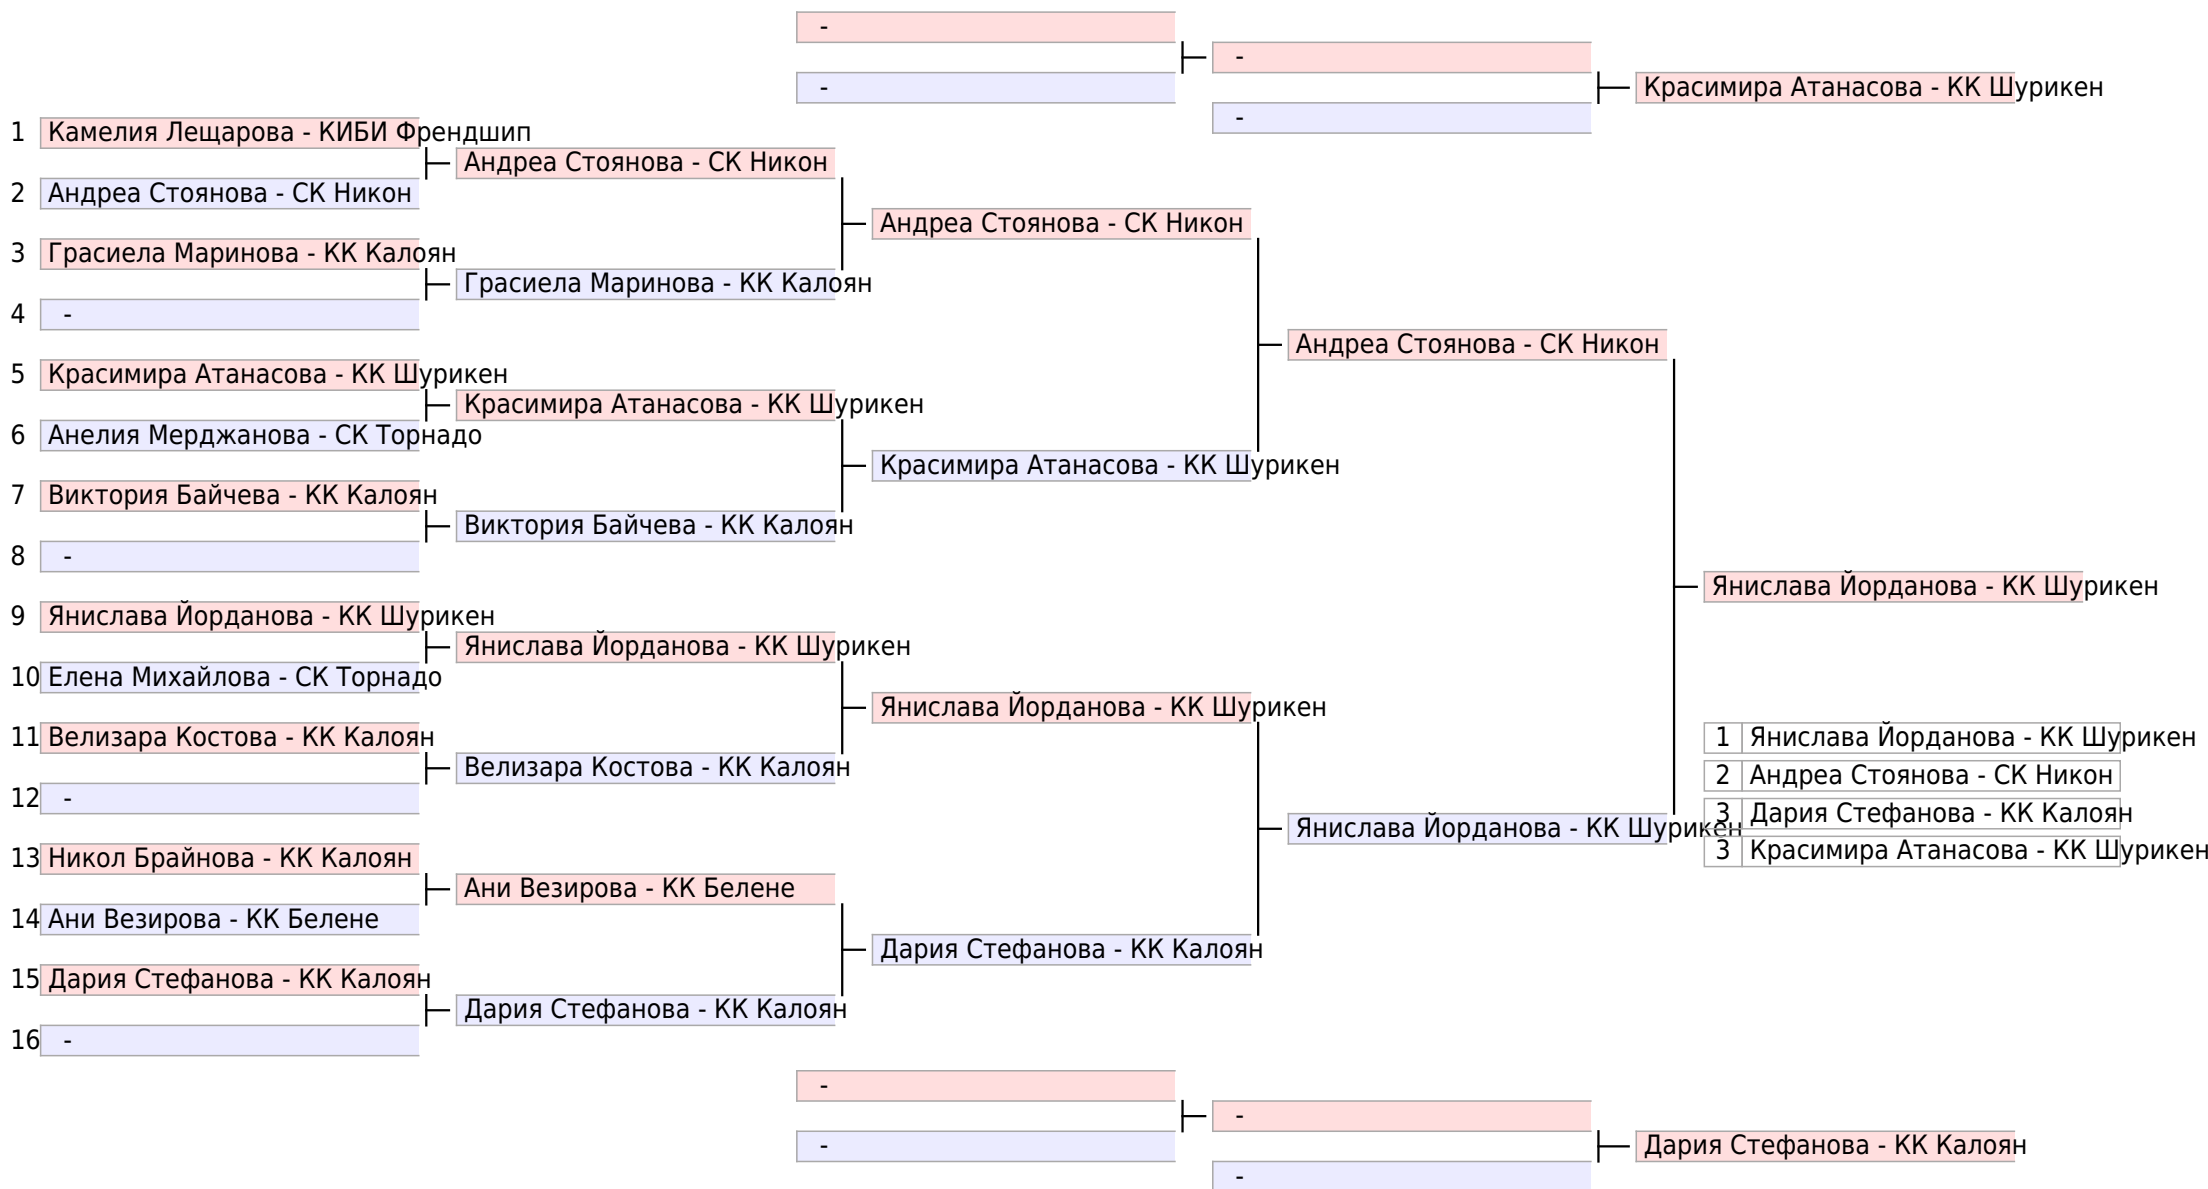 -
-
-
-
Красимира Атанасова - КК Шурикен
1 Камелия Лещарова - КИБИ Френдшип
2 Андреа Стоянова - СК Никон
3 Грасиела Маринова - КК Калоян
4 -
5 Красимира Атанасова - КК Шурикен
6 Анелия Мерджанова - СК Торнадо
7 Виктория Байчева - КК Калоян
8 -
9 Янислава Йорданова - КК Шурикен
10 Елена Михайлова - СК Торнадо
11 Велизара Костова - КК Калоян
12 -
13 Никол Брайнова - КК Калоян
14 Ани Везирова - КК Белене
15 Дария Стефанова - КК Калоян
16 -
Андреа Стоянова - СК Никон
Грасиела Маринова - КК Калоян
Красимира Атанасова - КК Шурикен
Виктория Байчева - КК Калоян
Янислава Йорданова - КК Шурикен
Велизара Костова - КК Калоян
Ани Везирова - КК Белене
Дария Стефанова - КК Калоян
Андреа Стоянова - СК Никон
Красимира Атанасова - КК Шурикен
Янислава Йорданова - КК Шурикен
Дария Стефанова - КК Калоян
Андреа Стоянова - СК Никон
Янислава Йорданова - КК Шурикен
Янислава Йорданова - КК Шурикен
1 Янислава Йорданова - КК Шурикен
2 Андреа Стоянова - СК Никон
3 Дария Стефанова - КК Калоян
3 Красимира Атанасова - КК Шурикен
-
-
-
-
Дария Стефанова - КК Калоян